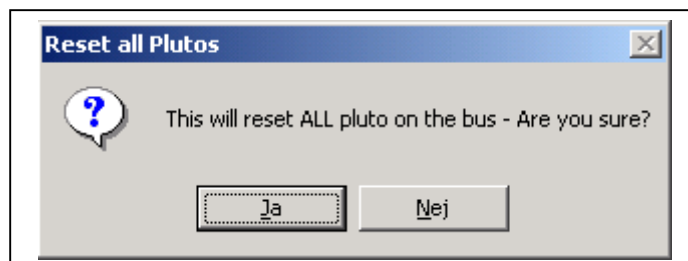 Reset all Plutos
?
This will reset ALL pluto on the bus - Are you sure?
Ja
Nej